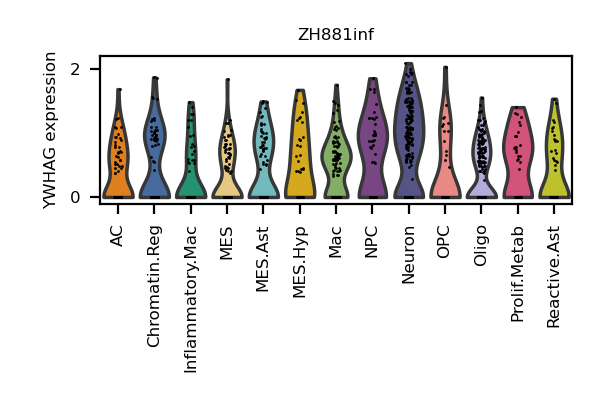 ZH881inf
YWHAG expression
2
0
AC
Chromatin.Reg
Inflammatory.Mac
MES
MES.Ast
MES.Hyp
Mac
NPC
Neuron
OPC
Oligo
Prolif.Metab
Reactive.Ast